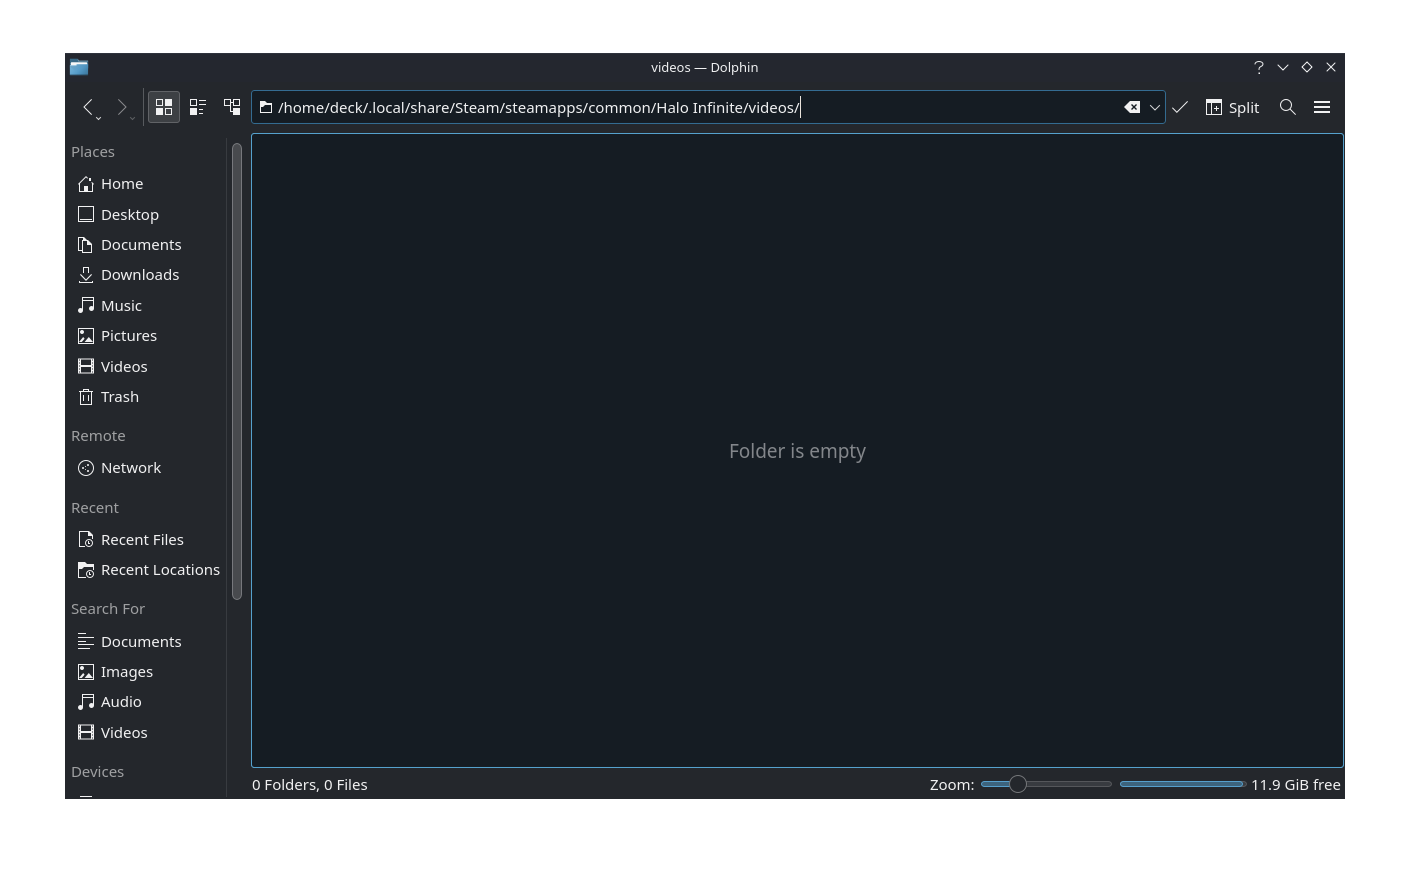 videos — Dolphin
/home/deck/.local/share/Steam/steamapps/common/Halo Infinite/videos/
Split
Places
Home
Desktop
Documents
Downloads
Music
Pictures
Videos
Trash
Remote
Network
Recent
Recent Files
Recent Locations
Search For
Documents
Images
Audio
Videos
Devices
Folder is empty
0 Folders, 0 Files
Zoom:
11.9 GiB free